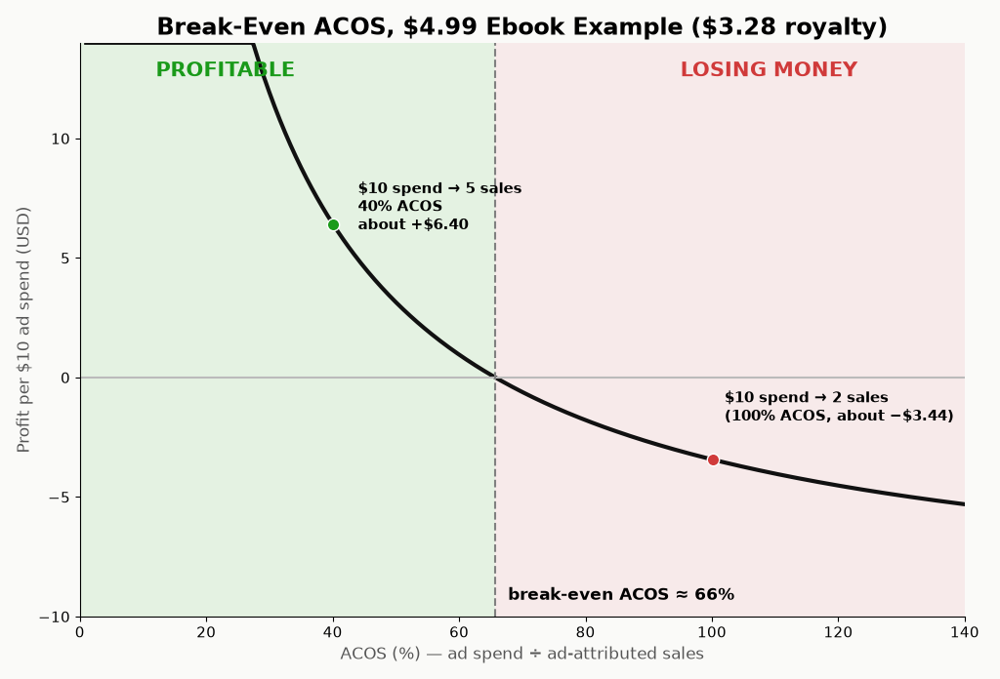 Break-Even ACOS, $4.99 Ebook Example ($3.28 royalty)
PROFITABLE
LOSING MONEY
$10 spend → 5 sales
40% ACOS
about +$6.40
$10 spend → 2 sales
(100% ACOS, about −$3.44)
break-even ACOS ≈ 66%
Profit per $10 ad spend (USD)
10
5
0
−5
−10
0 20 40 60 80 100 120 140
ACOS (%) — ad spend ÷ ad-attributed sales